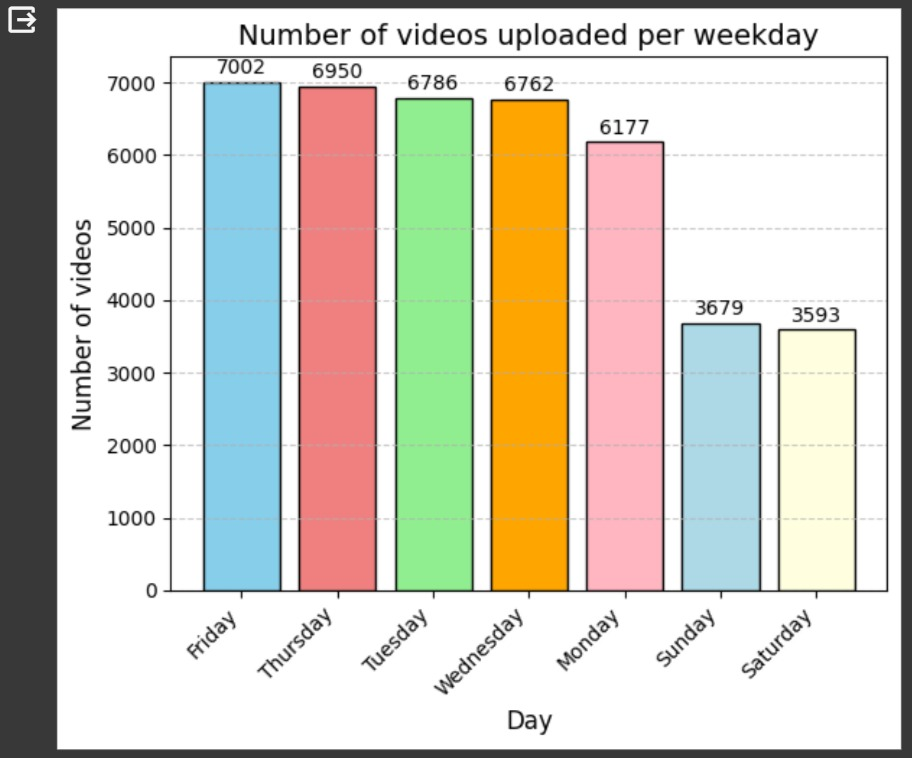 Number of videos uploaded per weekday
7002
6950
6786
6762
6177
3679
3593
7000
6000
5000
4000
3000
2000
1000
0
Number of videos
Friday
Thursday
Tuesday
Wednesday
Monday
Sunday
Saturday
Day